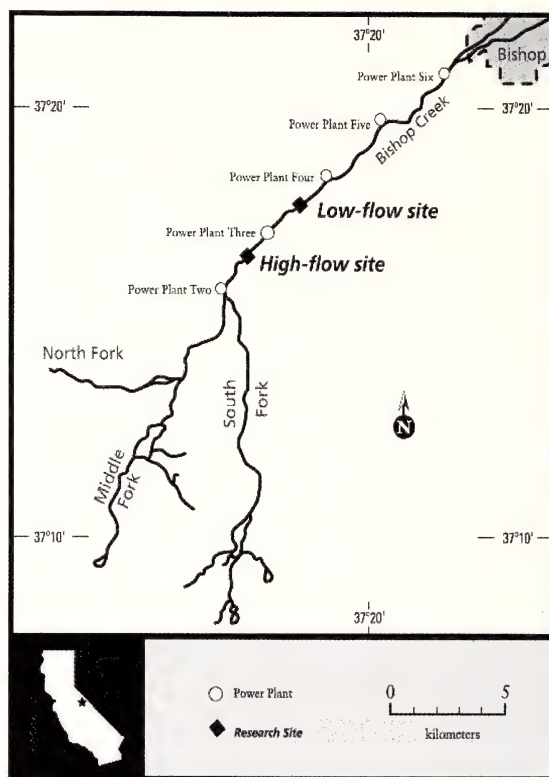 37°20'
Bishop
Power Plant Six
37°20'
37°20'
Power Plant Five
Bishop Creek
Power Plant Four
Low-flow site
Power Plant Three
High-flow site
Power Plant Two
North Fork
South
Fork
N
Middle
Fork
37°10'
37°10'
37°20'
Power Plant
0
5
Research Site
kilometers